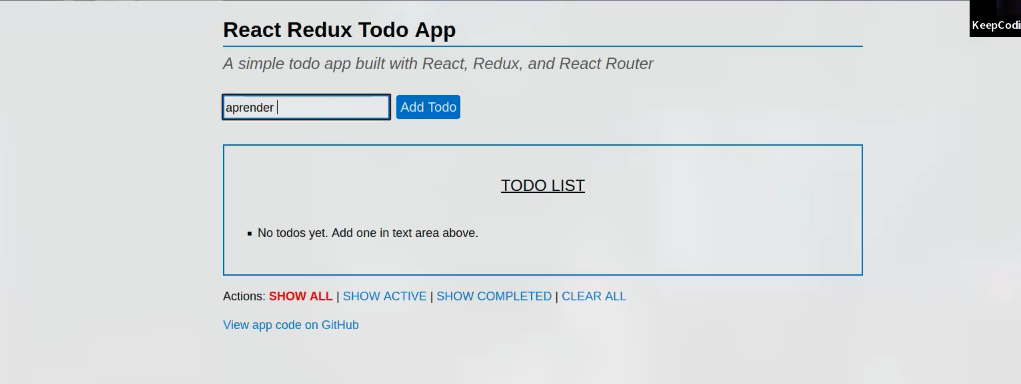 React Redux Todo App
KeepCodi
A simple todo app built with React, Redux, and React Router
aprender
Add Todo
TODO LIST
No todos yet. Add one in text area above.
Actions: SHOW ALL | SHOW ACTIVE | SHOW COMPLETED | CLEAR ALL
View app code on GitHub